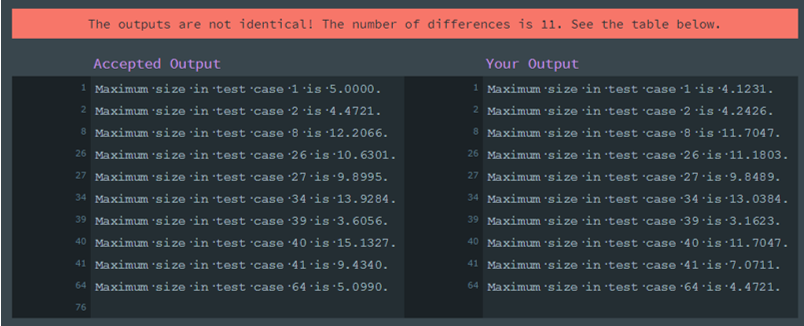 The outputs are not identical! The number of differences is 11. See the table below.
Accepted Output Your Output
1 Maximum·size·in·test·case·1·is·5.0000. 1 Maximum·size·in·test·case·1·is·4.1231.
2 Maximum·size·in·test·case·2·is·4.4721. 2 Maximum·size·in·test·case·2·is·4.2426.
8 Maximum·size·in·test·case·8·is·12.2066. 8 Maximum·size·in·test·case·8·is·11.7047.
26 Maximum·size·in·test·case·26·is·10.6301. 26 Maximum·size·in·test·case·26·is·11.1803.
27 Maximum·size·in·test·case·27·is·9.8995. 27 Maximum·size·in·test·case·27·is·9.8489.
34 Maximum·size·in·test·case·34·is·13.9284. 34 Maximum·size·in·test·case·34·is·13.0384.
39 Maximum·size·in·test·case·39·is·3.6056. 39 Maximum·size·in·test·case·39·is·3.1623.
40 Maximum·size·in·test·case·40·is·15.1327. 40 Maximum·size·in·test·case·40·is·11.7047.
41 Maximum·size·in·test·case·41·is·9.4340. 41 Maximum·size·in·test·case·41·is·7.0711.
64 Maximum·size·in·test·case·64·is·5.0990. 64 Maximum·size·in·test·case·64·is·4.4721.
76